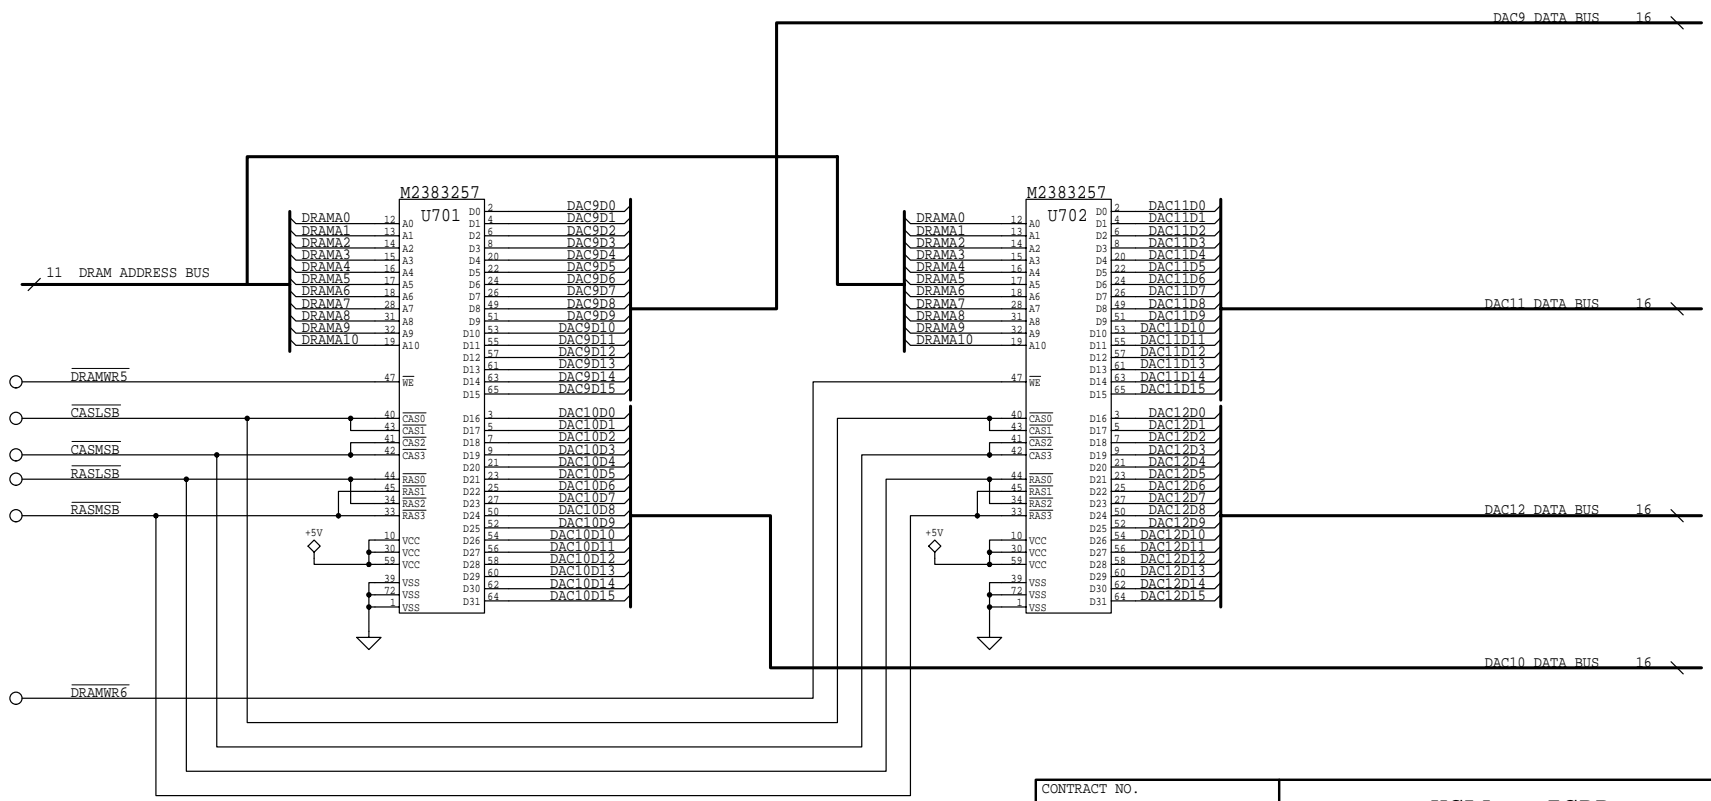 DAC9 DATA BUS 16
M2383257
U701
11 DRAM ADDRESS BUS
DRAMA0 12 A0
DRAMA1 13 A1
DRAMA2 14 A2
DRAMA3 15 A3
DRAMA4 16 A4
DRAMA5 17 A5
DRAMA6 18 A6
DRAMA7 28 A7
DRAMA8 31 A8
DRAMA9 32 A9
DRAMA10 19 A10
DRAMWR5 47 WE
CASLSB 40 CAS0
43 CAS1
41 CAS2
CASMSB 42 CAS3
RASLSB 44 RAS0
45 RAS1
34 RAS2
RASMSB 33 RAS3
+5V
10 VCC
30 VCC
59 VCC
39 VSS
72 VSS
1 VSS
DRAMWR6
D0 2 DAC9D0
D1 4 DAC9D1
D2 6 DAC9D2
D3 8 DAC9D3
D4 20 DAC9D4
D5 22 DAC9D5
D6 24 DAC9D6
D7 26 DAC9D7
D8 49 DAC9D8
D9 51 DAC9D9
D10 53 DAC9D10
D11 55 DAC9D11
D12 57 DAC9D12
D13 61 DAC9D13
D14 63 DAC9D14
D15 65 DAC9D15
D16 3 DAC10D0
D17 5 DAC10D1
D18 7 DAC10D2
D19 9 DAC10D3
D20 21 DAC10D4
D21 23 DAC10D5
D22 25 DAC10D6
D23 27 DAC10D7
D24 50 DAC10D8
D25 52 DAC10D9
D26 54 DAC10D10
D27 56 DAC10D11
D28 58 DAC10D12
D29 60 DAC10D13
D30 62 DAC10D14
D31 64 DAC10D15
M2383257
U702
DRAMA0 12 A0
DRAMA1 13 A1
DRAMA2 14 A2
DRAMA3 15 A3
DRAMA4 16 A4
DRAMA5 17 A5
DRAMA6 18 A6
DRAMA7 28 A7
DRAMA8 31 A8
DRAMA9 32 A9
DRAMA10 19 A10
47 WE
40 CAS0
43 CAS1
41 CAS2
42 CAS3
44 RAS0
45 RAS1
34 RAS2
33 RAS3
+5V
10 VCC
30 VCC
59 VCC
39 VSS
72 VSS
1 VSS
D0 2 DAC11D0
D1 4 DAC11D1
D2 6 DAC11D2
D3 8 DAC11D3
D4 20 DAC11D4
D5 22 DAC11D5
D6 24 DAC11D6
D7 26 DAC11D7
D8 49 DAC11D8
D9 51 DAC11D9
D10 53 DAC11D10
D11 55 DAC11D11
D12 57 DAC11D12
D13 61 DAC11D13
D14 63 DAC11D14
D15 65 DAC11D15
D16 3 DAC12D0
D17 5 DAC12D1
D18 7 DAC12D2
D19 9 DAC12D3
D20 21 DAC12D4
D21 23 DAC12D5
D22 25 DAC12D6
D23 27 DAC12D7
D24 50 DAC12D8
D25 52 DAC12D9
D26 54 DAC12D10
D27 56 DAC12D11
D28 58 DAC12D12
D29 60 DAC12D13
D30 62 DAC12D14
D31 64 DAC12D15
DAC11 DATA BUS 16
DAC12 DATA BUS 16
DAC10 DATA BUS 16
CONTRACT NO.